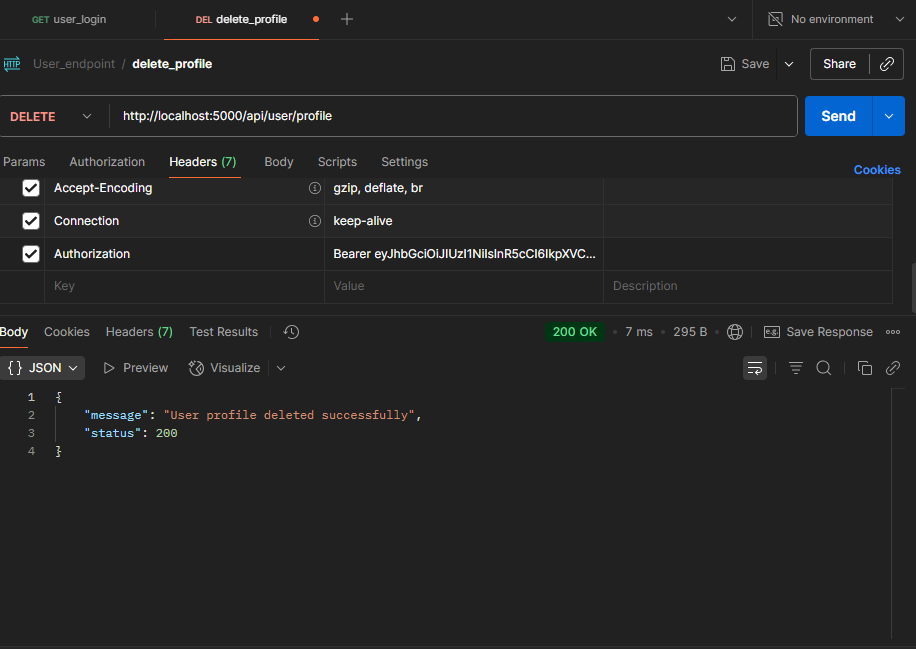 GET user_login DEL delete_profile No environment
HTTP User_endpoint / delete_profile Save Share
DELETE http://localhost:5000/api/user/profile Send
Params Authorization Headers (7) Body Scripts Settings Cookies
Accept-Encoding gzip, deflate, br
Connection keep-alive
Authorization Bearer eyJhbGciOiJIUzI1NiIsInR5cCI6IkpXVC...
Key Value Description
Body Cookies Headers (7) Test Results 200 OK • 7 ms • 295 B • e.g. Save Response
{} JSON Preview Visualize
1 {
2 "message": "User profile deleted successfully",
3 "status": 200
4 }